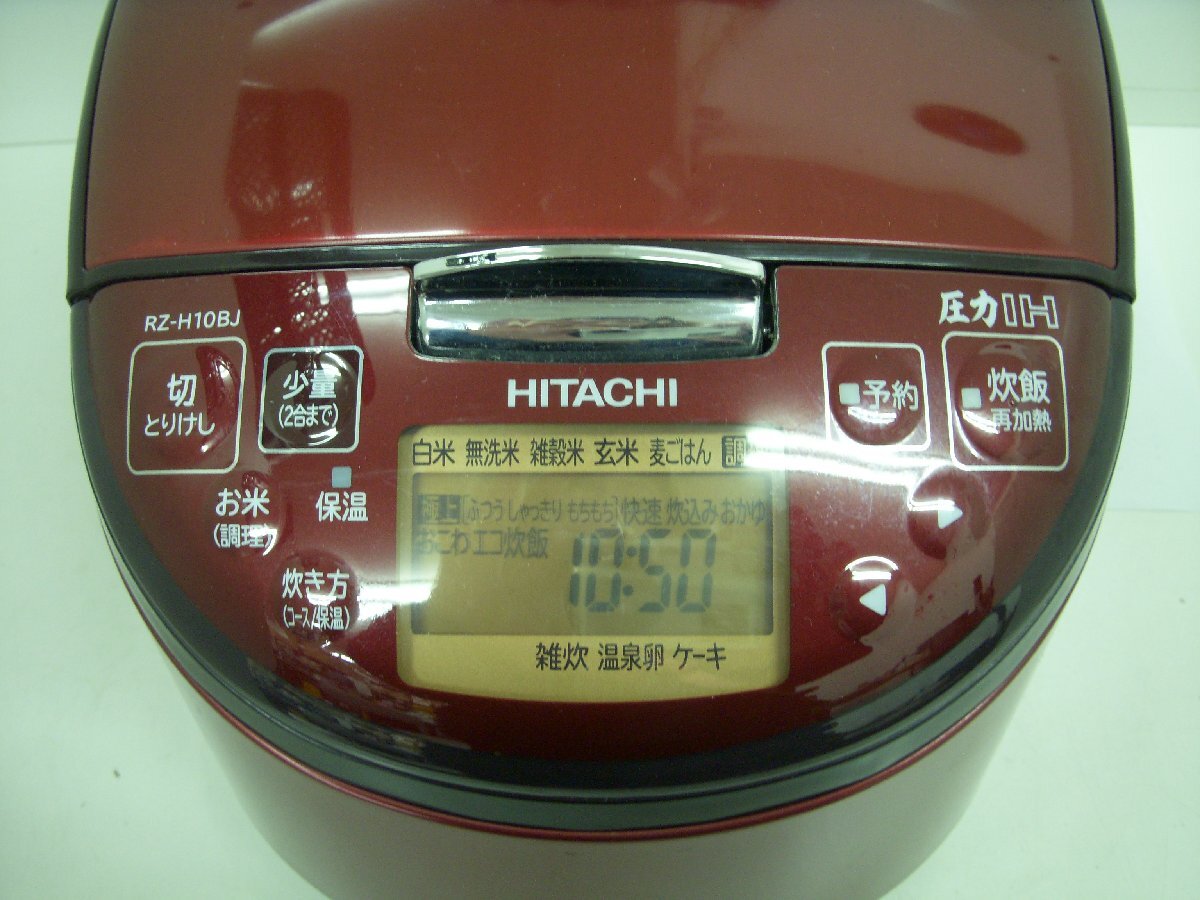 RZ-H10BJ
圧力IH
切
とりけし
少量
(2合まで)
HITACHI
予約
炊飯
再加熱
お米
(調理)
保温
炊き方
(コース/保温)
白米 無洗米 雑穀米 玄米 麦ごはん 調
極上 [ふつう しゃっきり もちもち] 快速 炊込み おかゆ
おこわ エコ炊飯
10:50
雑炊 温泉卵 ケーキ